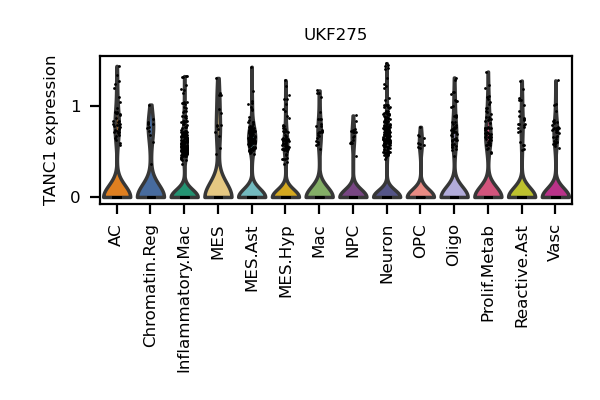 UKF275
TANC1 expression
1
0
AC
Chromatin.Reg
Inflammatory.Mac
MES
MES.Ast
MES.Hyp
Mac
NPC
Neuron
OPC
Oligo
Prolif.Metab
Reactive.Ast
Vasc